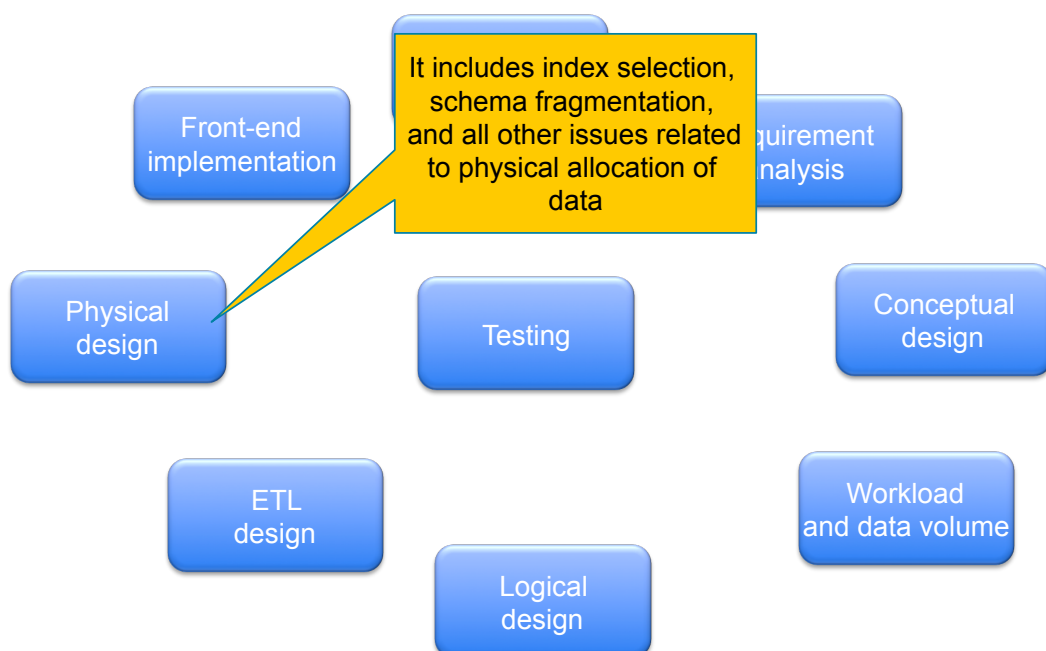 It includes index selection,
schema fragmentation,
and all other issues related
to physical allocation of
data
Front-end
implementation
quirement
nalysis
Physical
design
Testing
Conceptual
design
ETL
design
Workload
and data volume
Logical
design